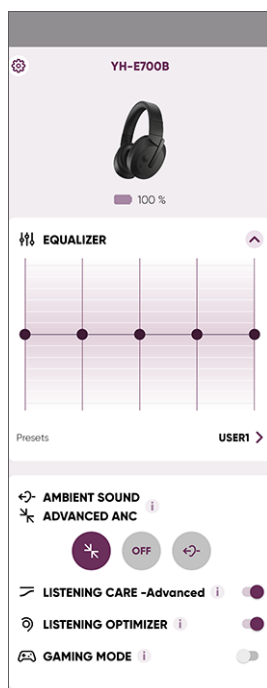 YH-E700B
100 %
EQUALIZER
Presets USER1
AMBIENT SOUND
ADVANCED ANC i
OFF
LISTENING CARE -Advanced i
LISTENING OPTIMIZER i
GAMING MODE i